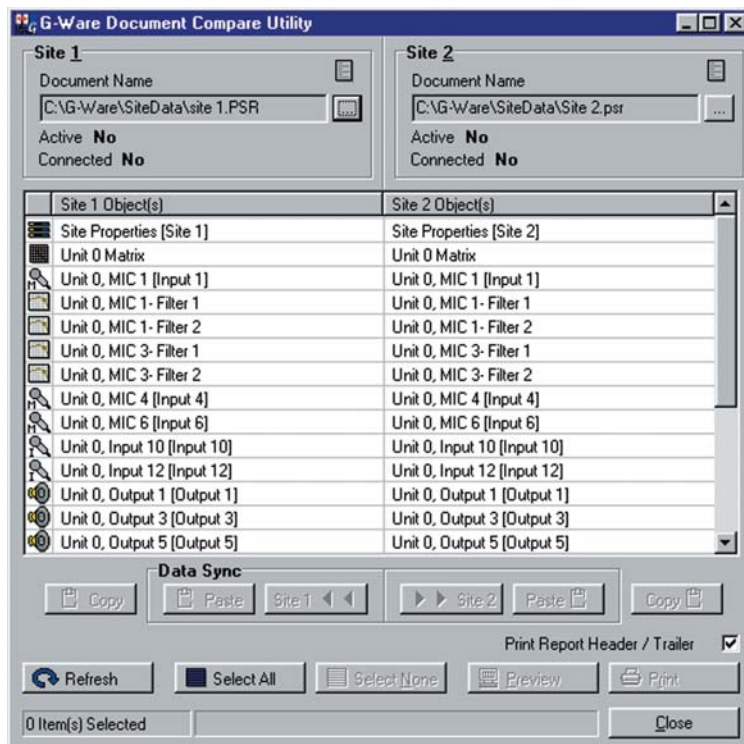 G-Ware Document Compare Utility
Site 1
Document Name
C:\G-Ware\SiteData\site 1.PSR
...
Active No
Connected No
Site 2
Document Name
C:\G-Ware\SiteData\Site 2.psr
...
Active No
Connected No
Site 1 Object(s) Site 2 Object(s)
Site Properties [Site 1] Site Properties [Site 2]
Unit 0 Matrix Unit 0 Matrix
M Unit 0, MIC 1 [Input 1] Unit 0, MIC 1 [Input 1]
Unit 0, MIC 1- Filter 1 Unit 0, MIC 1- Filter 1
Unit 0, MIC 1- Filter 2 Unit 0, MIC 1- Filter 2
Unit 0, MIC 3- Filter 1 Unit 0, MIC 3- Filter 1
Unit 0, MIC 3- Filter 2 Unit 0, MIC 3- Filter 2
M Unit 0, MIC 4 [Input 4] Unit 0, MIC 4 [Input 4]
M Unit 0, MIC 6 [Input 6] Unit 0, MIC 6 [Input 6]
I Unit 0, Input 10 [Input 10] Unit 0, Input 10 [Input 10]
I Unit 0, Input 12 [Input 12] Unit 0, Input 12 [Input 12]
Unit 0, Output 1 [Output 1] Unit 0, Output 1 [Output 1]
Unit 0, Output 3 [Output 3] Unit 0, Output 3 [Output 3]
Unit 0, Output 5 [Output 5] Unit 0, Output 5 [Output 5]
Data Sync
Copy Paste Site 1 Site 2 Paste Copy
Print Report Header / Trailer
Refresh Select All Select None Preview Print
0 Item(s) Selected Close